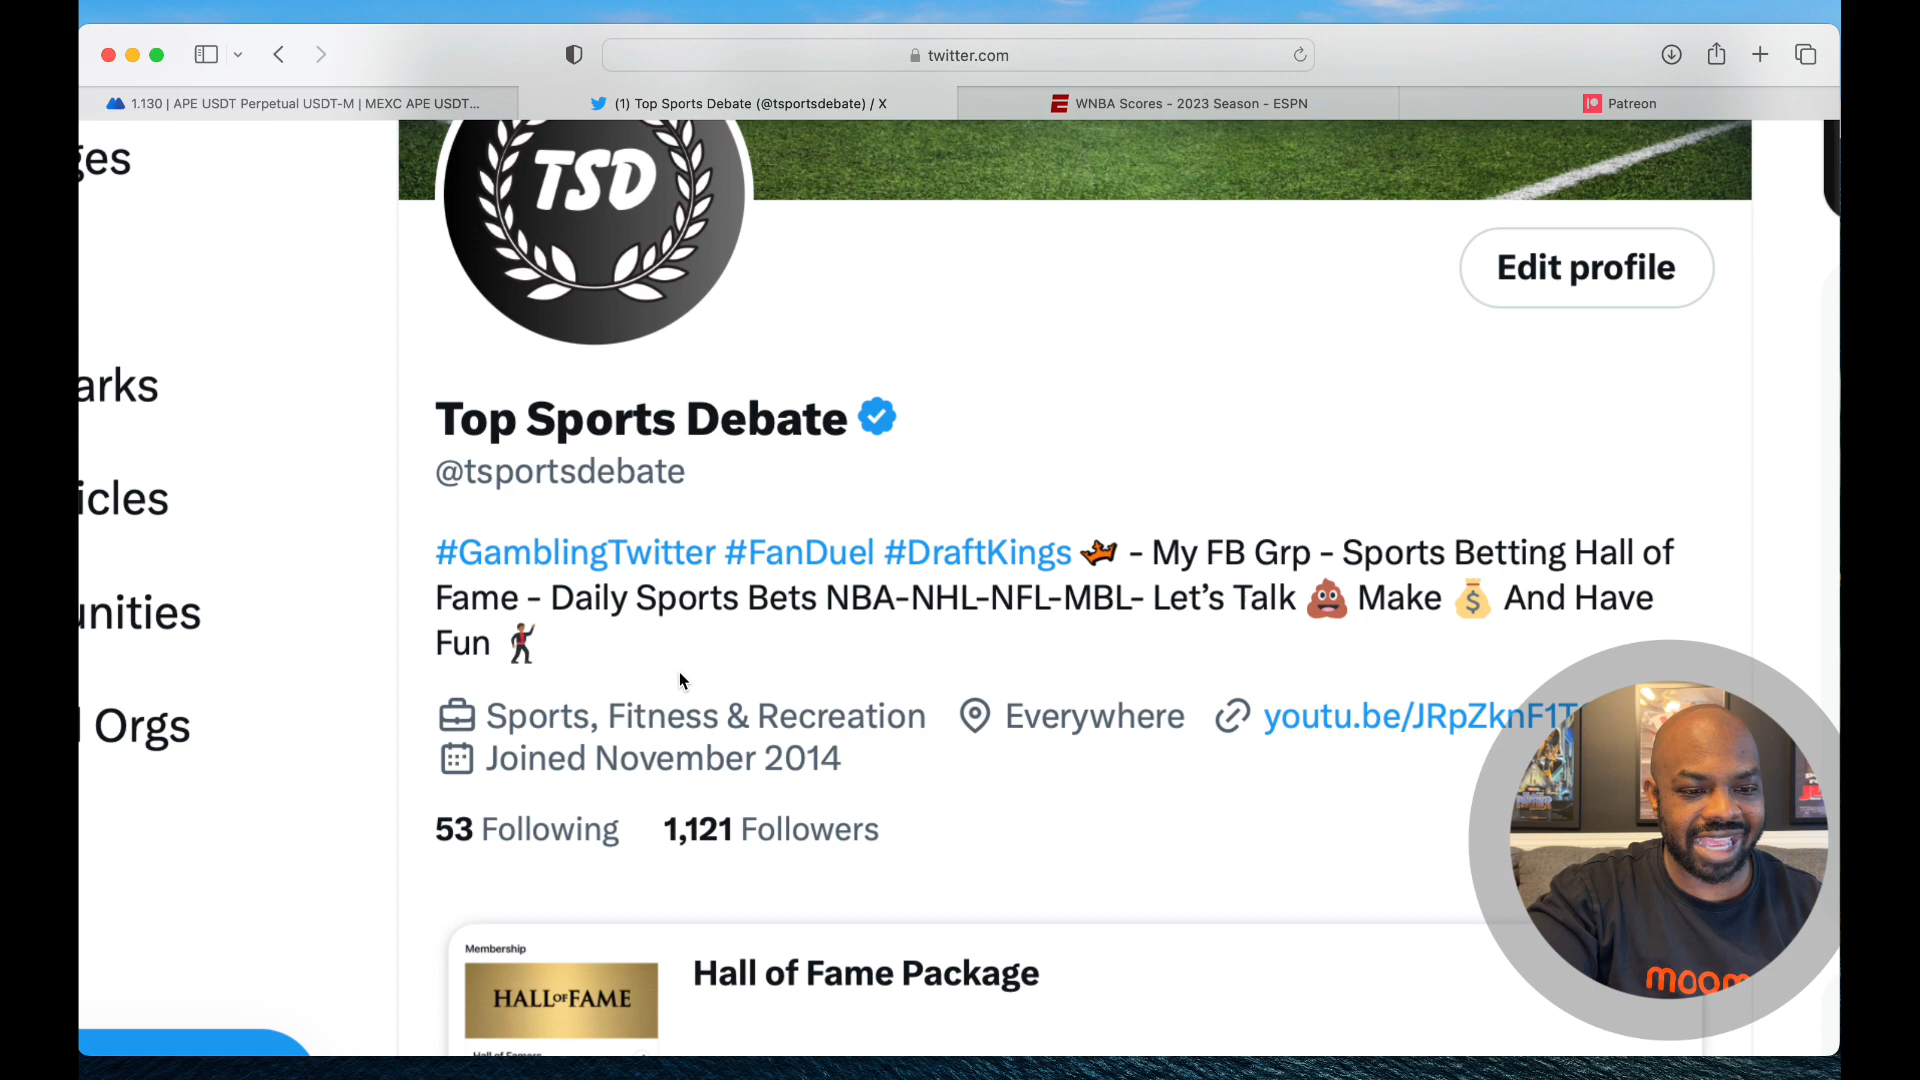 twitter.com
1.130 | APE USDT Perpetual USDT-M | MEXC APE USDT...
(1) Top Sports Debate (@tsportsdebate) / X
WNBA Scores - 2023 Season - ESPN
Patreon
ges
arks
icles
unities
Orgs
TSD
Edit profile
Top Sports Debate
@tsportsdebate
#GamblingTwitter #FanDuel #DraftKings - My FB Grp - Sports Betting Hall of
Fame - Daily Sports Bets NBA-NHL-NFL-MBL- Let's Talk 💩 Make 💰 And Have
Fun
Sports, Fitness & Recreation Everywhere youtu.be/JRpZknF1T
Joined November 2014
53 Following 1,121 Followers
Membership
HALL OF FAME
Hall of Fame Package
moom